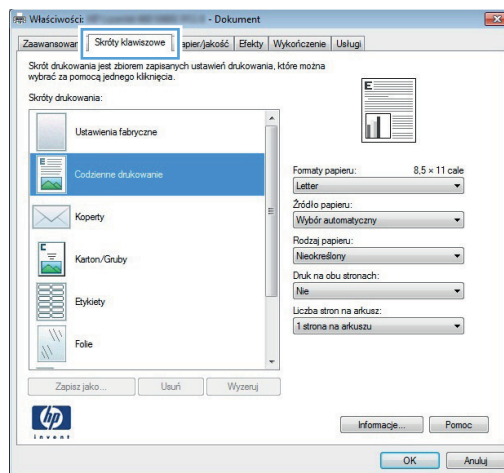 Właściwości: - Dokument
Zaawansowan Skróty klawiszowe apier/jakość Efekty Wykończenie Usługi
Skrót drukowania jest zbiorem zapisanych ustawień drukowania, które można
wybrać za pomocą jednego kliknięcia.
Skróty drukowania:
Ustawienia fabryczne
Codzienne drukowanie
Koperty
Karton/Gruby
Etykiety
Folie
Zapisz jako... Usuń Wyzeruj
E
Formaty papieru: 8,5 × 11 cale
Letter
Źródło papieru:
Wybór automatyczny
Rodzaj papieru:
Nieokreślony
Druk na obu stronach:
Nie
Liczba stron na arkusz:
1 strona na arkuszu
hp
invent
Informacje... Pomoc
OK Anuluj